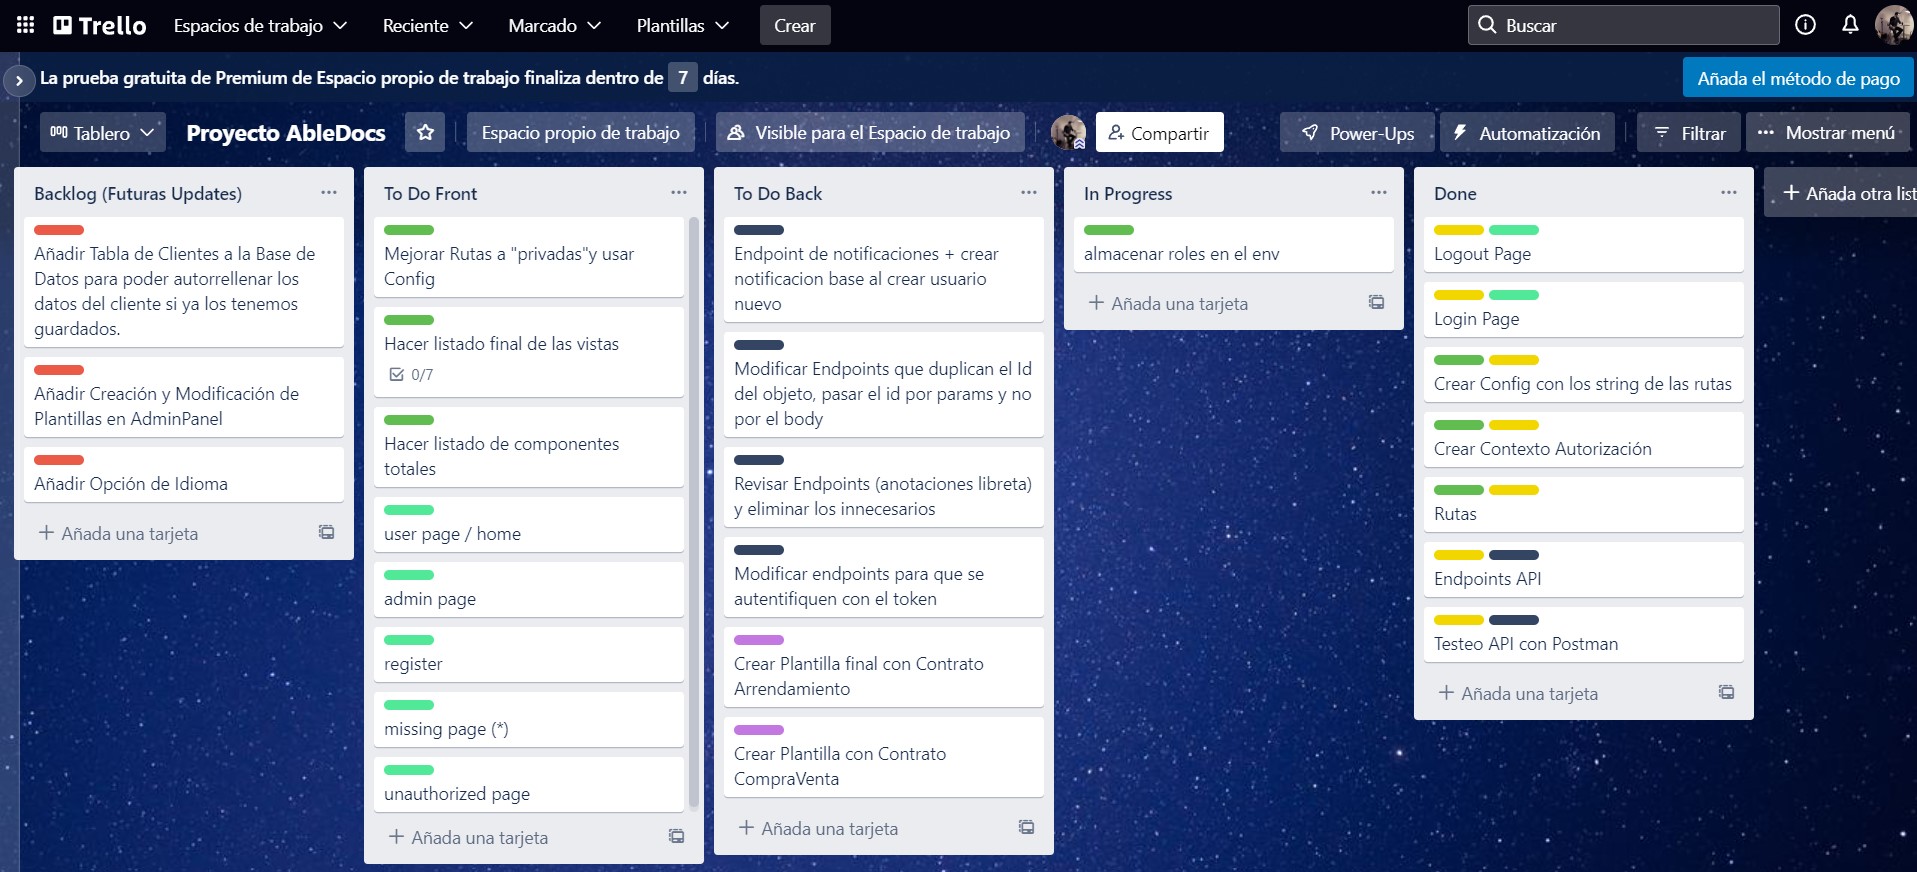 Trello
Espacios de trabajo
Reciente
Marcado
Plantillas
Crear
Buscar
La prueba gratuita de Premium de Espacio propio de trabajo finaliza dentro de 7 días.
Añada el método de pago
Tablero
Proyecto AbleDocs
Espacio propio de trabajo
Visible para el Espacio de trabajo
Compartir
Power-Ups
Automatización
Filtrar
Mostrar menú
Backlog (Futuras Updates)
Añadir Tabla de Clientes a la Base de
Datos para poder autorrellenar los
datos del cliente si ya los tenemos
guardados.
Añadir Creación y Modificación de
Plantillas en AdminPanel
Añadir Opción de Idioma
+ Añada una tarjeta
To Do Front
Mejorar Rutas a "privadas"y usar
Config
Hacer listado final de las vistas
0/7
Hacer listado de componentes
totales
user page / home
admin page
register
missing page (*)
unauthorized page
+ Añada una tarjeta
To Do Back
Endpoint de notificaciones + crear
notificacion base al crear usuario
nuevo
Modificar Endpoints que duplican el Id
del objeto, pasar el id por params y no
por el body
Revisar Endpoints (anotaciones libreta)
y eliminar los innecesarios
Modificar endpoints para que se
autentifiquen con el token
Crear Plantilla final con Contrato
Arrendamiento
Crear Plantilla con Contrato
CompraVenta
+ Añada una tarjeta
In Progress
almacenar roles en el env
+ Añada una tarjeta
Done
Logout Page
Login Page
Crear Config con los string de las rutas
Crear Contexto Autorización
Rutas
Endpoints API
Testeo API con Postman
+ Añada una tarjeta
+ Añada otra list